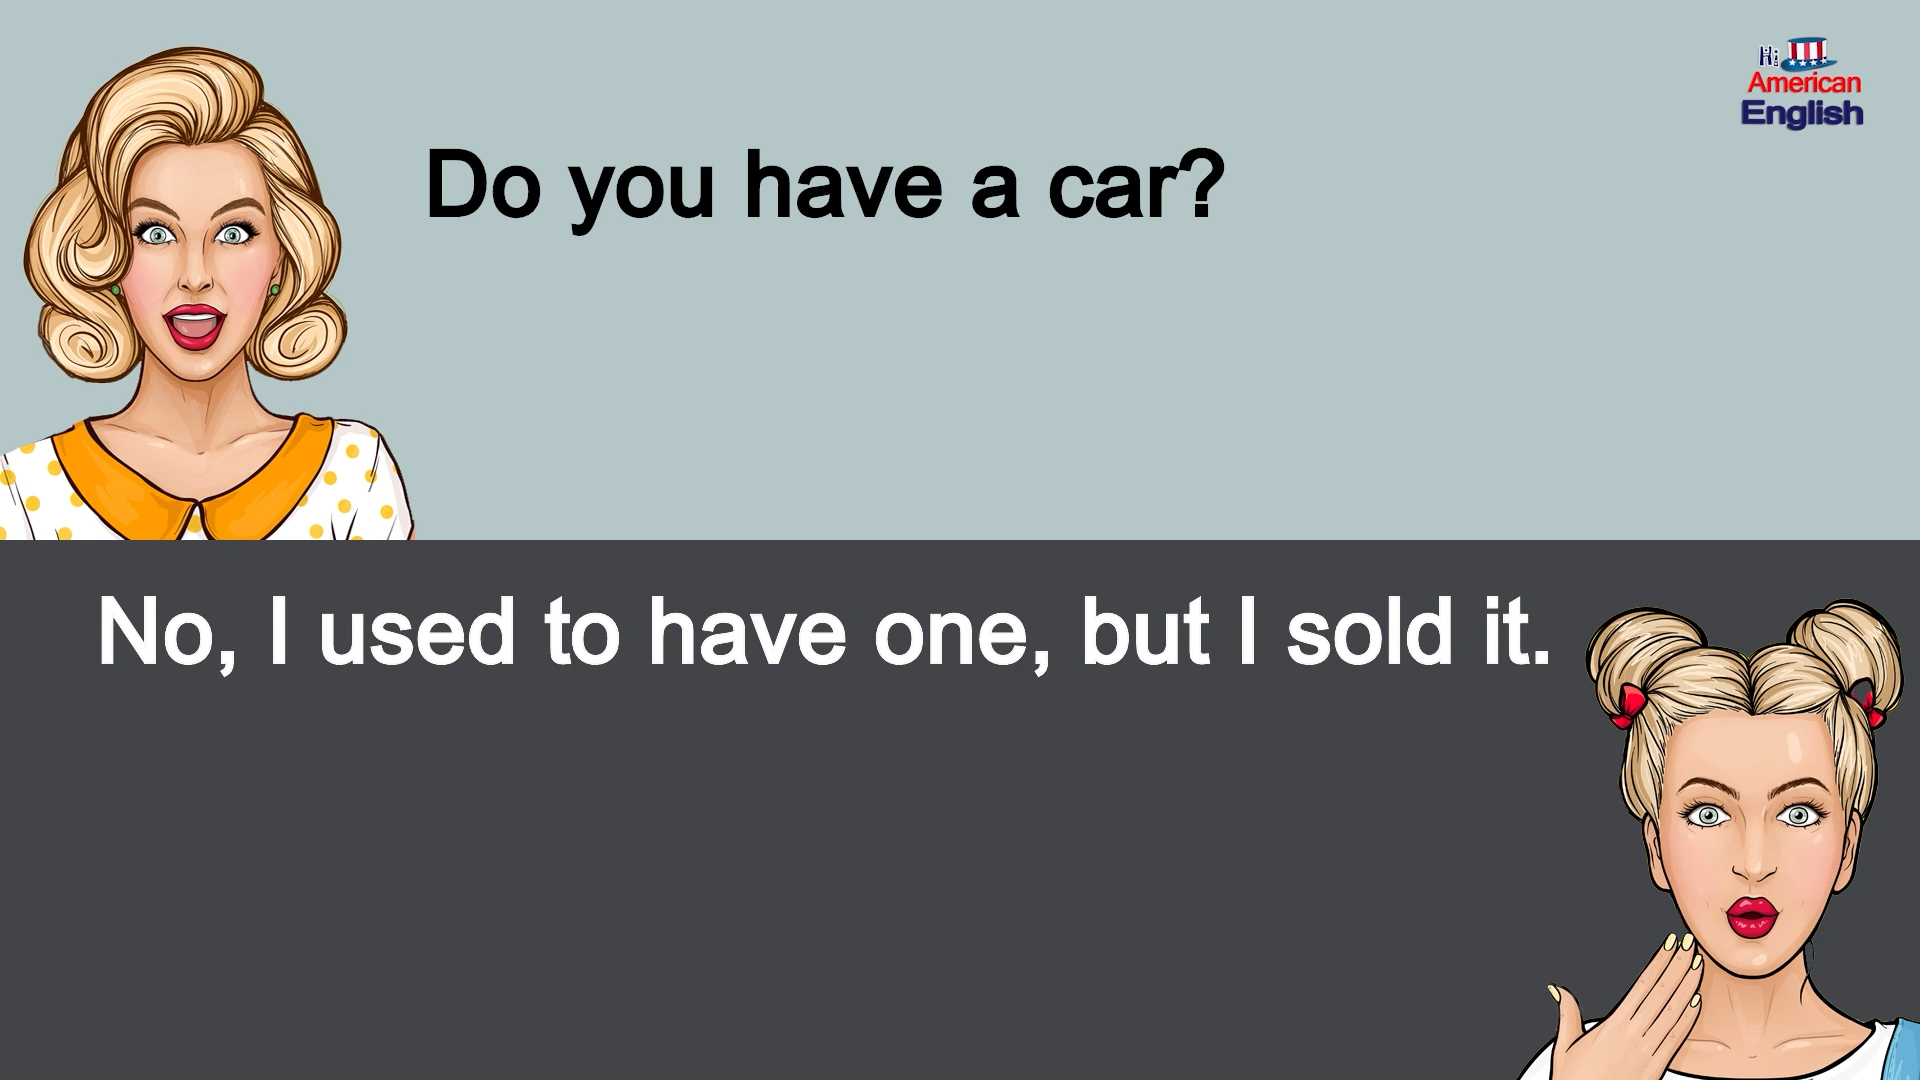 Hi
American
English
Do you have a car?
No, I used to have one, but I sold it.